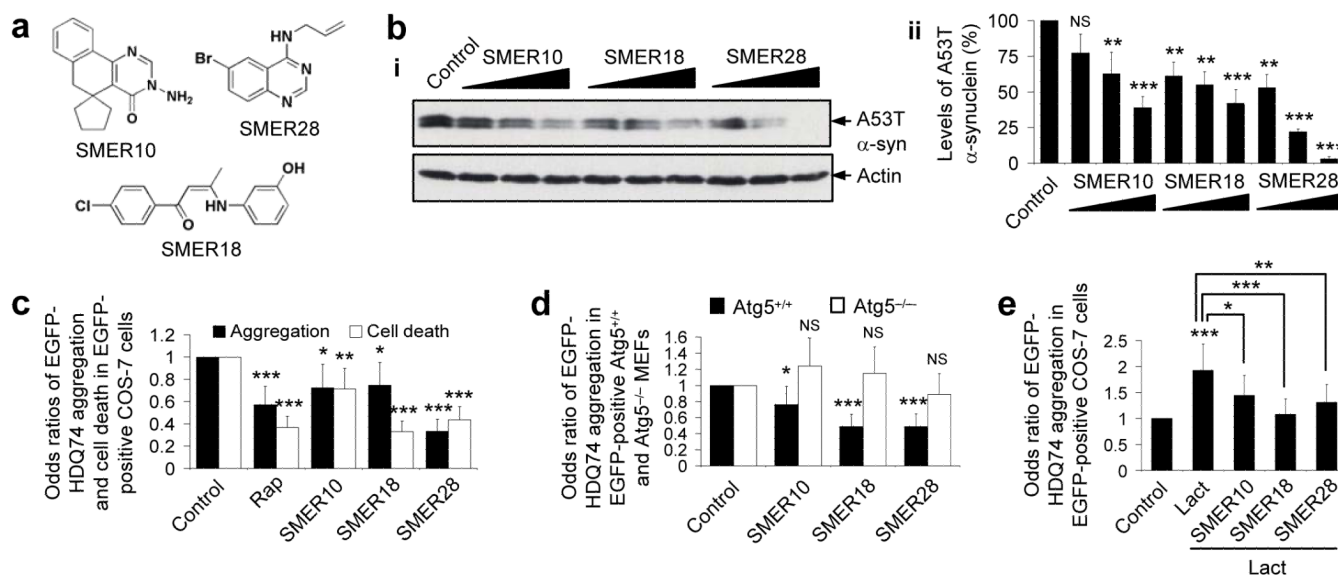 a
N
N
NH₂
O
SMER10
HN
Br
N
N
SMER28
OH
Cl
O
HN
SMER18
b
i
Control
SMER10
SMER18
SMER28
A53T
α-syn
Actin
ii
Levels of A53T
α-synuclein (%)
100
75
50
25
0
NS
**
***
**
**
***
**
***
***
Control
SMER10
SMER18
SMER28
c
Odds ratios of EGFP-
HDQ74 aggregation
and cell death in EGFP-
positive COS-7 cells
1.2
1
0.8
0.6
0.4
0.2
0
Aggregation
Cell death
***
***
*
**
*
***
***
***
Control
Rap
SMER10
SMER18
SMER28
d
Odds ratio of EGFP-
HDQ74 aggregation in
EGFP-positive Atg5+/+
and Atg5–/– MEFs
Atg5+/+
Atg5–/–
1.6
1.4
1.2
1
0.8
0.6
0.4
0.2
0
*
NS
***
NS
***
NS
Control
SMER10
SMER18
SMER28
e
Odds ratio of EGFP-
HDQ74 aggregation in
EGFP-positive COS-7 cells
2.5
2
1.5
1
0.5
0
**
***
*
***
Control
Lact
SMER10
SMER18
SMER28
Lact